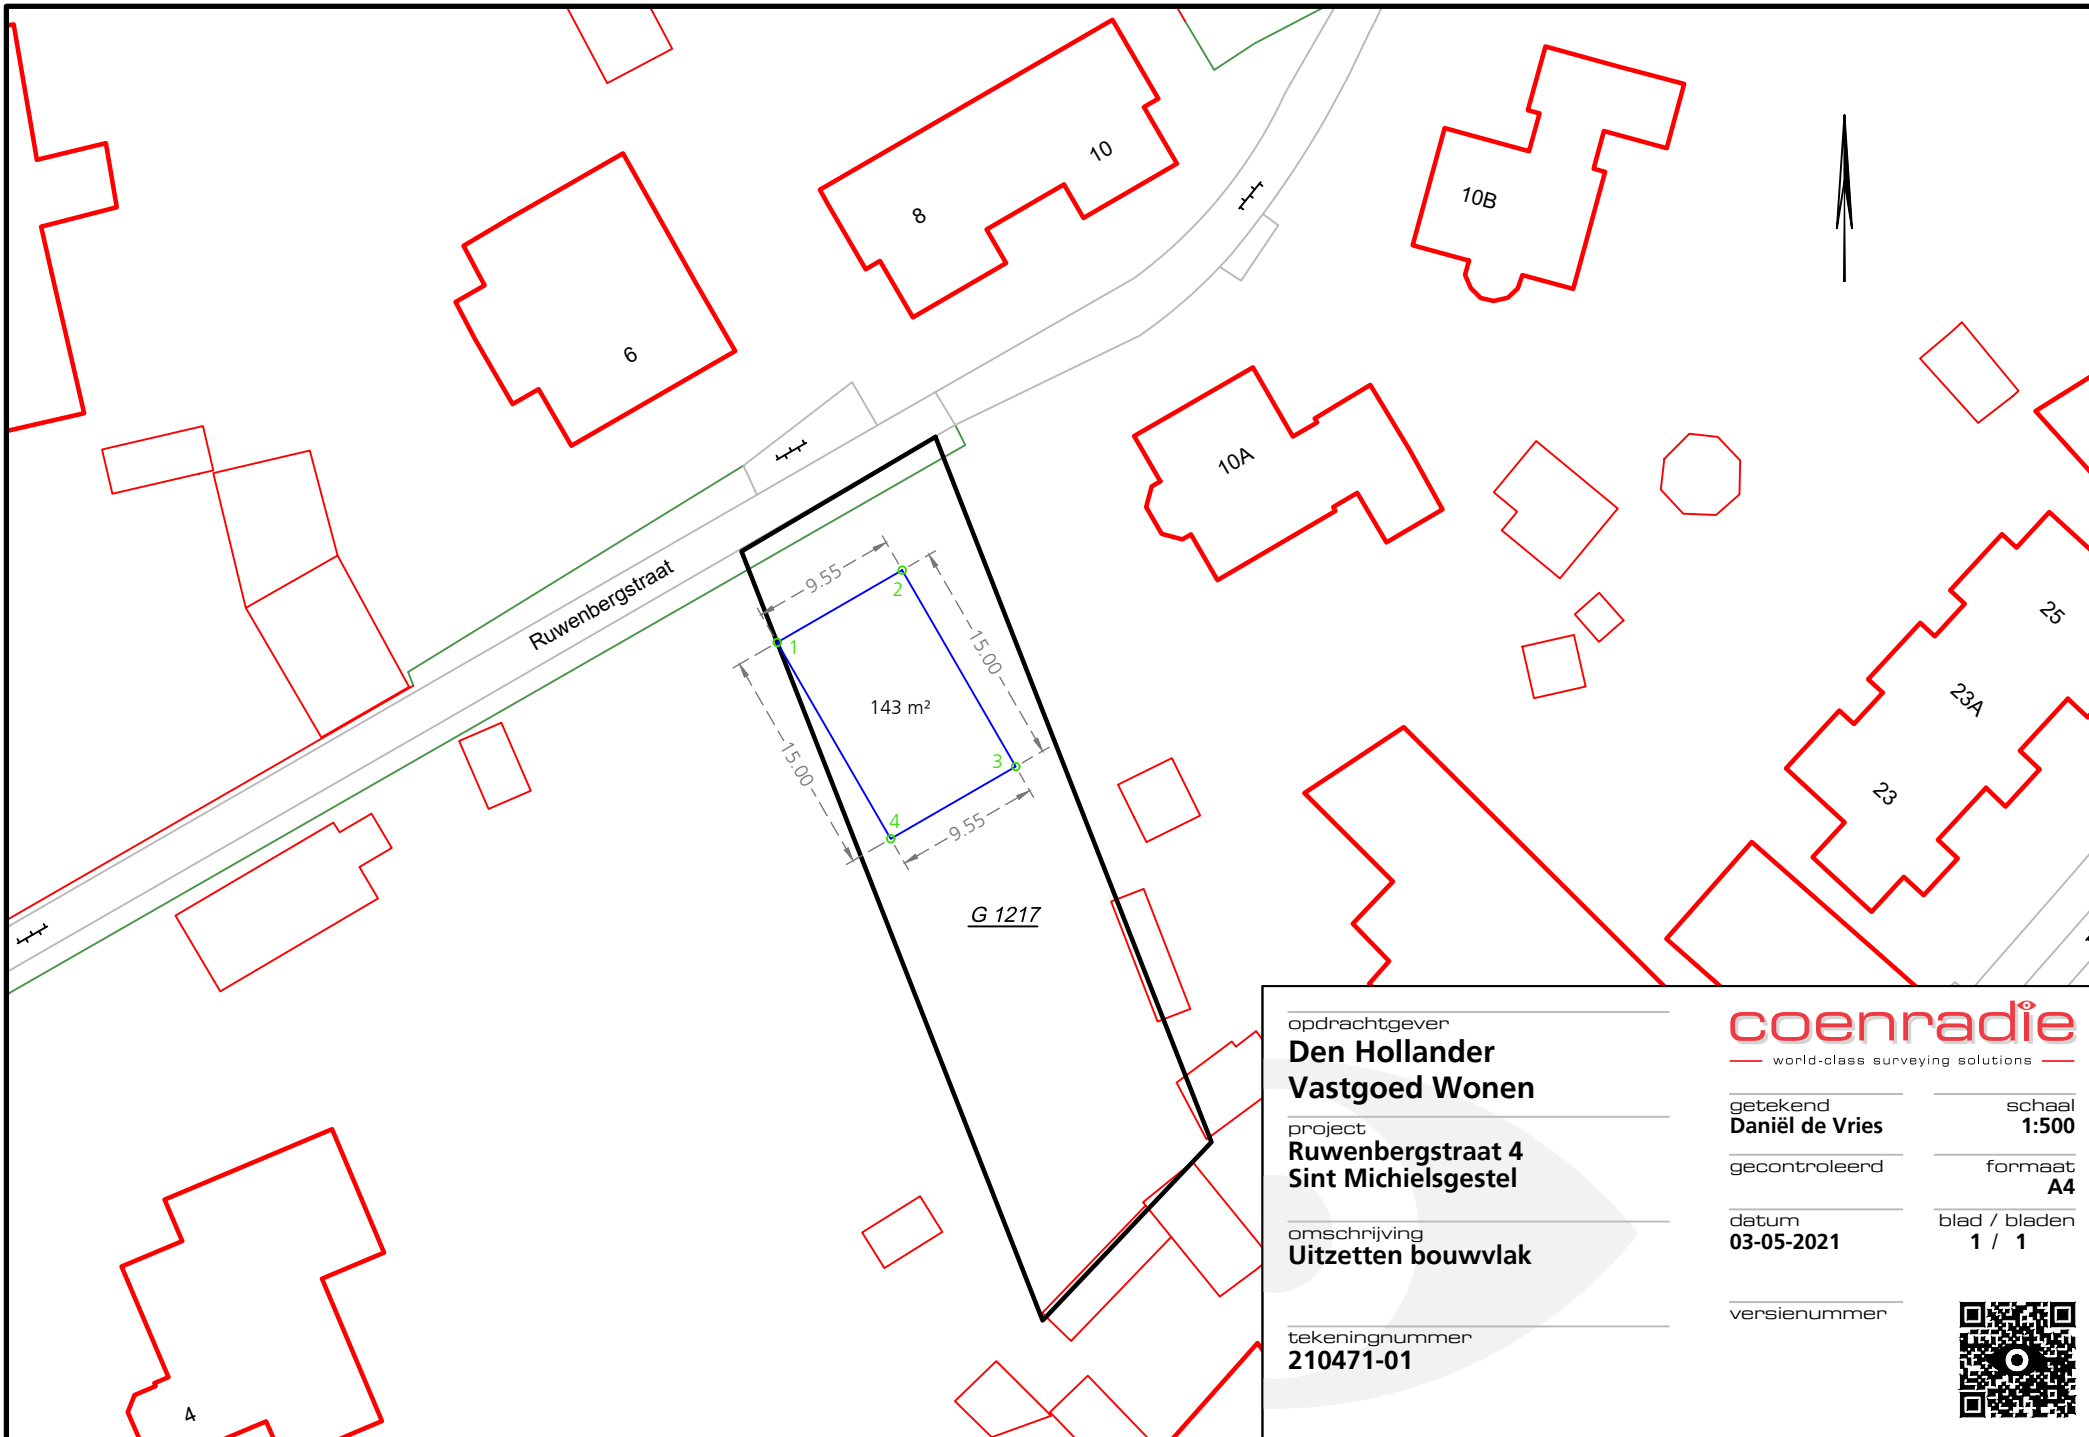 8
10
10B
6
10A
Ruwenbergstraat
9.55
2
1
15.00
143 m²
15.00
3
4
9.55
G 1217
25
23A
23
4
opdrachtgever
Den Hollander
Vastgoed Wonen
project
Ruwenbergstraat 4
Sint Michielsgestel
omschrijving
Uitzetten bouwvlak
tekeningnummer
210471-01
coenradie
world-class surveying solutions
getekend
Daniël de Vries
schaal
1:500
gecontroleerd
formaat
A4
datum
03-05-2021
blad / bladen
1 / 1
versienummer